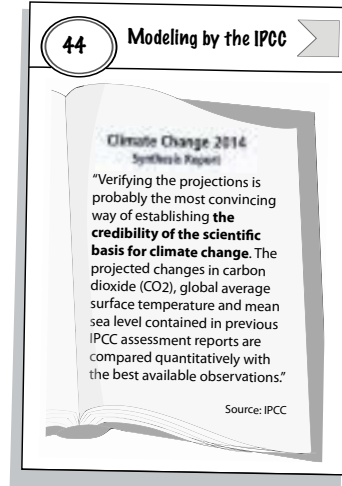 44
Modeling by the IPCC
Climate Change 2014
Synthesis Report
"Verifying the projections is
probably the most convincing
way of establishing the
credibility of the scientific
basis for climate change. The
projected changes in carbon
dioxide (CO2), global average
surface temperature and mean
sea level contained in previous
IPCC assessment reports are
compared quantitatively with
the best available observations."
Source: IPCC